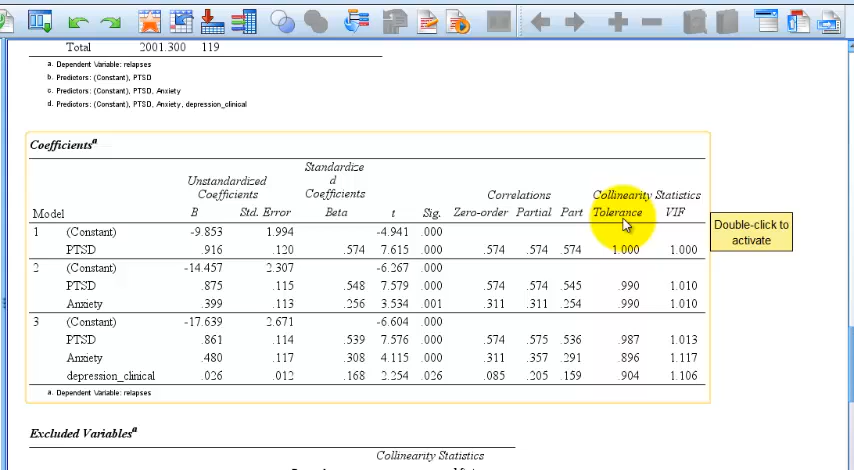 Total 2001.300 119
a. Dependent Variable: relapses
b. Predictors: (Constant), PTSD
c. Predictors: (Constant), PTSD, Anxiety
d. Predictors: (Constant), PTSD, Anxiety, depression_clinical
Coefficientsa
Standardize
Unstandardized d
Coefficients Coefficients Correlations Collinearity Statistics
Model B Std. Error Beta t Sig. Zero-order Partial Part Tolerance VIF
Double-click to
activate
1 (Constant) -9.853 1.994 -4.941 .000
PTSD .916 .120 .574 7.615 .000 .574 .574 .574 1.000 1.000
2 (Constant) -14.457 2.307 -6.267 .000
PTSD .875 .115 .548 7.579 .000 .574 .574 .545 .990 1.010
Anxiety .399 .113 .256 3.534 .001 .311 .311 .254 .990 1.010
3 (Constant) -17.639 2.671 -6.604 .000
PTSD .861 .114 .539 7.576 .000 .574 .575 .536 .987 1.013
Anxiety .480 .117 .308 4.115 .000 .311 .357 .291 .896 1.117
depression_clinical .026 .012 .168 2.254 .026 .085 .205 .159 .904 1.106
a. Dependent Variable: relapses
Excluded Variablesa
Collinearity Statistics